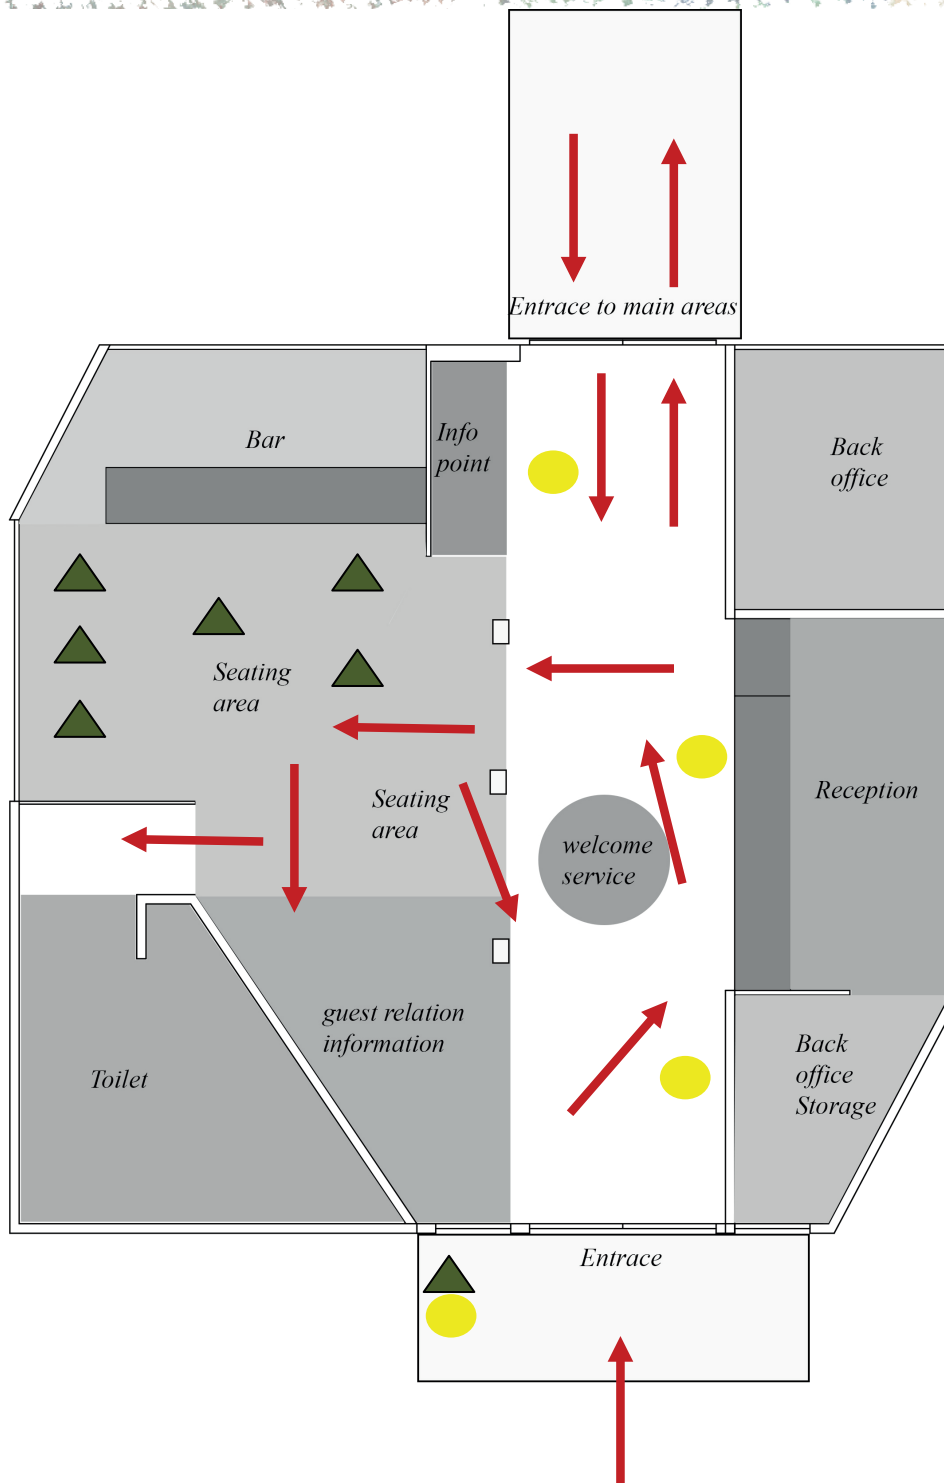 Entrace to main areas
Bar
Info
point
Back
office
Seating
area
Seating
area
Reception
welcome
service
guest relation
information
Toilet
Back
office
Storage
Entrace